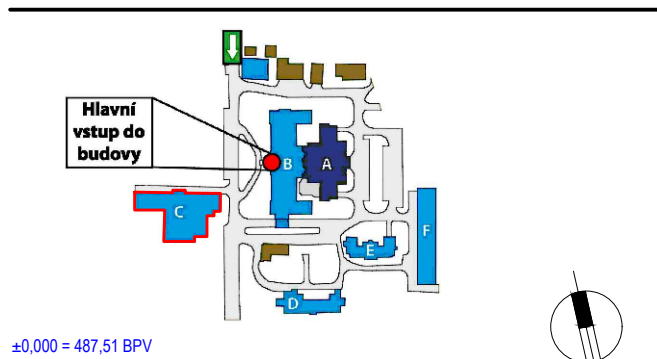 Hlavní
vstup do
budovy
B
A
C
F
E
D
±0,000 = 487,51 BPV